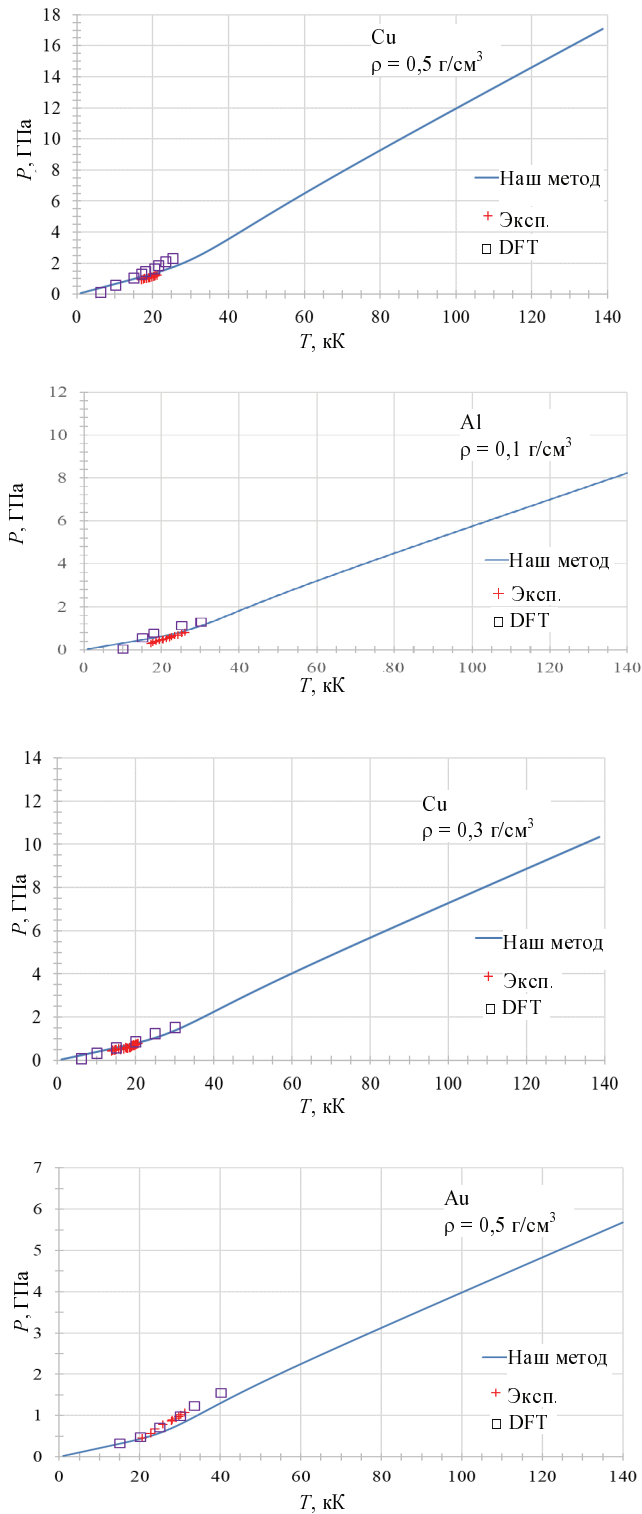 18
16
14
12
10
8
6
4
2
0
P, ГПа
Cu
ρ = 0,5 г/см³
Наш метод
Эксп.
DFT
0 20 40 60 80 100 120 140
T, кК
12
10
8
6
4
2
0
P, ГПа
Al
ρ = 0,1 г/см³
Наш метод
Эксп.
DFT
0 20 40 60 80 100 120 140
T, кК
14
12
10
8
6
4
2
0
P, ГПа
Cu
ρ = 0,3 г/см³
Наш метод
Эксп.
DFT
0 20 40 60 80 100 120 140
T, кК
7
6
5
4
3
2
1
0
P, ГПа
Au
ρ = 0,5 г/см³
Наш метод
Эксп.
DFT
0 20 40 60 80 100 120 140
T, кК